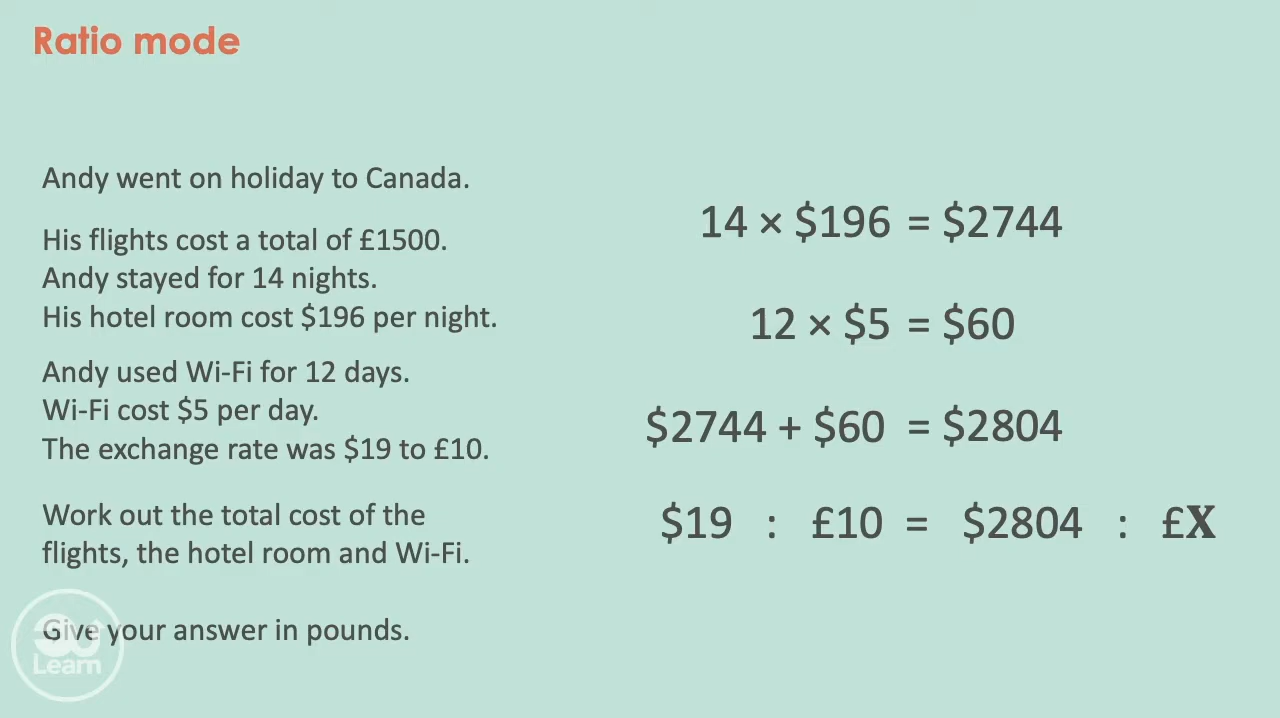 Ratio mode
Andy went on holiday to Canada.
His flights cost a total of £1500.
Andy stayed for 14 nights.
His hotel room cost $196 per night.
Andy used Wi-Fi for 12 days.
Wi-Fi cost $5 per day.
The exchange rate was $19 to £10.
Work out the total cost of the
flights, the hotel room and Wi-Fi.
Give your answer in pounds.
14 × $196 = $2744
12 × $5 = $60
$2744 + $60 = $2804
$19 : £10 = $2804 : £X
Learn